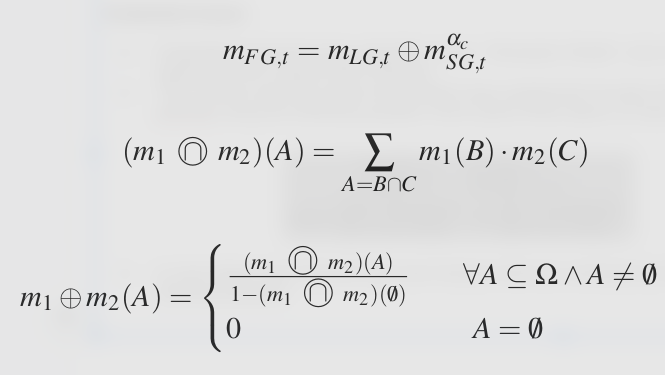 m_{FG,t} = m_{LG,t} ⊕ m_{SG,t}^{α_c}
(m_1 ⋒ m_2)(A) = ∑_{A=B∩C} m_1(B) · m_2(C)
m_1 ⊕ m_2(A) = { \frac{(m_1 ⋒ m_2)(A)}{1−(m_1 ⋒ m_2)(∅)} ∀A ⊆ Ω ∧ A ≠ ∅
0 A = ∅